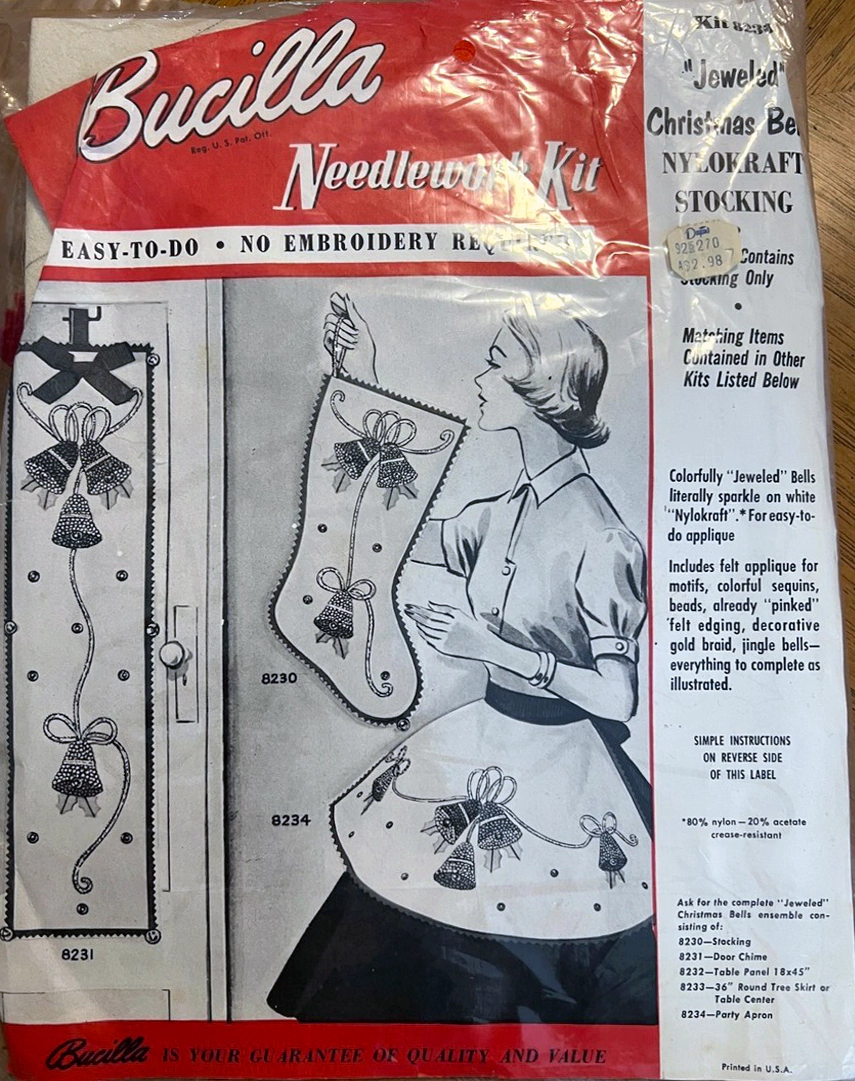 Bucilla
Reg. U. S. Pat. Off.
Needlework Kit
EASY-TO-DO • NO EMBROIDERY
Kit 8234
"Jeweled"
Christmas
NYLOKRAFT
STOCKING
$2.98
Contains
Stocking Only
•
Matching Items
Contained in Other
Kits Listed Below
Colorfully "Jeweled" Bells
literally sparkle on white
"Nylokraft".* For easy-to-
do applique
Includes felt applique for
motifs, colorful sequins,
beads, already "pinked"
felt edging, decorative
gold braid, jingle bells—
everything to complete as
illustrated.
SIMPLE INSTRUCTIONS
ON REVERSE SIDE
OF THIS LABEL
*80% nylon—20% acetate
crease-resistant
Ask for the complete "Jeweled"
Christmas Bells ensemble con-
sisting of:
8230—Stocking
8231—Door Chime
8232—Table Panel 18x45"
8233—36" Round Tree Skirt or
Table Center
8234—Party Apron
Printed in U.S.A.
8230
8234
8231
Bucilla IS YOUR GUARANTEE OF QUALITY AND VALUE